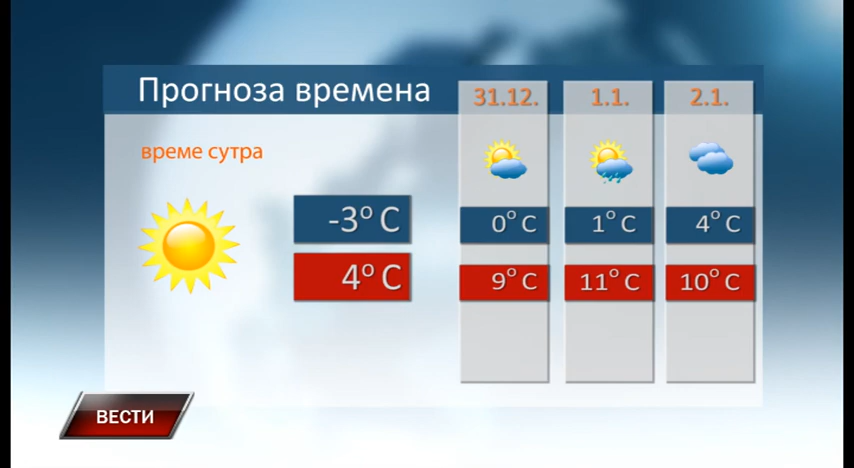 Прогноза времена
31.12.
1.1.
2.1.
време сутра
-3° C
4° C
0° C
1° C
4° C
9° C
11° C
10° C
ВЕСТИ